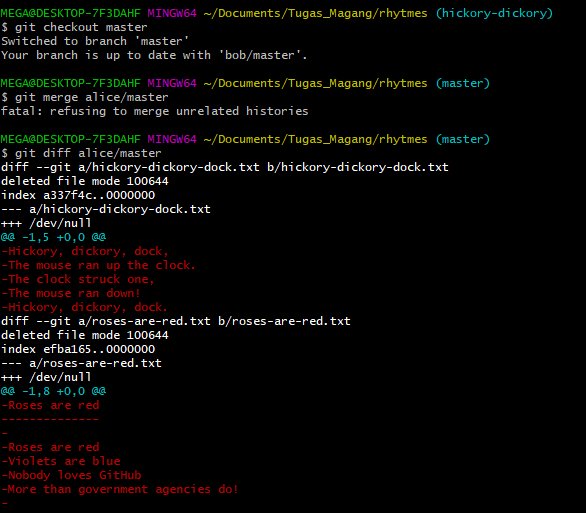 MEGA@DESKTOP-7F3DAHF MINGW64 ~/Documents/Tugas_Magang/rhytmes (hickory-dickory)
$ git checkout master
Switched to branch 'master'
Your branch is up to date with 'bob/master'.
MEGA@DESKTOP-7F3DAHF MINGW64 ~/Documents/Tugas_Magang/rhytmes (master)
$ git merge alice/master
fatal: refusing to merge unrelated histories
MEGA@DESKTOP-7F3DAHF MINGW64 ~/Documents/Tugas_Magang/rhytmes (master)
$ git diff alice/master
diff --git a/hickory-dickory-dock.txt b/hickory-dickory-dock.txt
deleted file mode 100644
index a337f4c..0000000
--- a/hickory-dickory-dock.txt
+++ /dev/null
@@ -1,5 +0,0 @@
-Hickory, dickory, dock,
-The mouse ran up the clock.
-The clock struck one,
-The mouse ran down!
-Hickory, dickory, dock.
diff --git a/roses-are-red.txt b/roses-are-red.txt
deleted file mode 100644
index efba165..0000000
--- a/roses-are-red.txt
+++ /dev/null
@@ -1,8 +0,0 @@
-Roses are red
--------------
-
-Roses are red
-Violets are blue
-Nobody loves GitHub
-More than government agencies do!
-